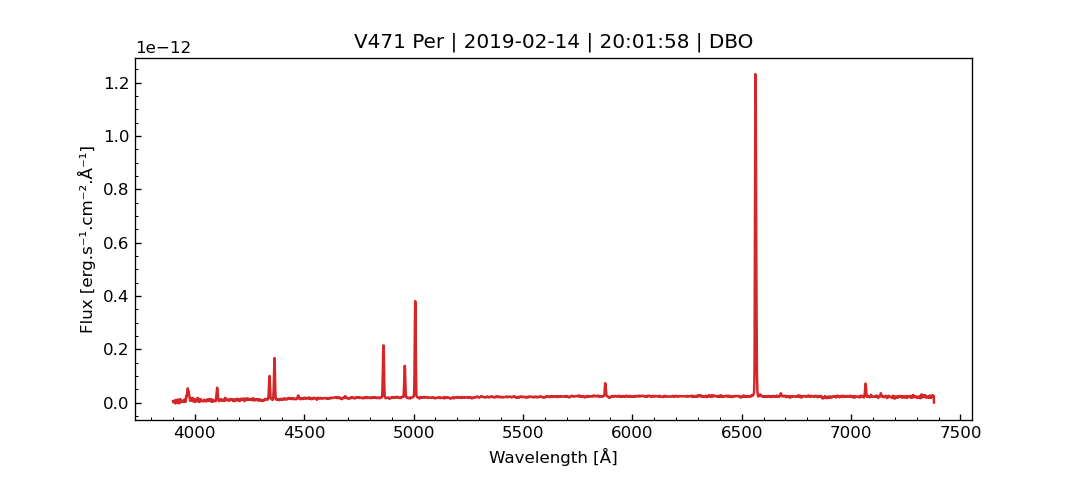 V471 Per | 2019-02-14 | 20:01:58 | DBO
1e−12
1.2
1.0
0.8
0.6
0.4
0.2
0.0
Flux [erg.s⁻¹.cm⁻².Å⁻¹]
4000 4500 5000 5500 6000 6500 7000 7500
Wavelength [Å]